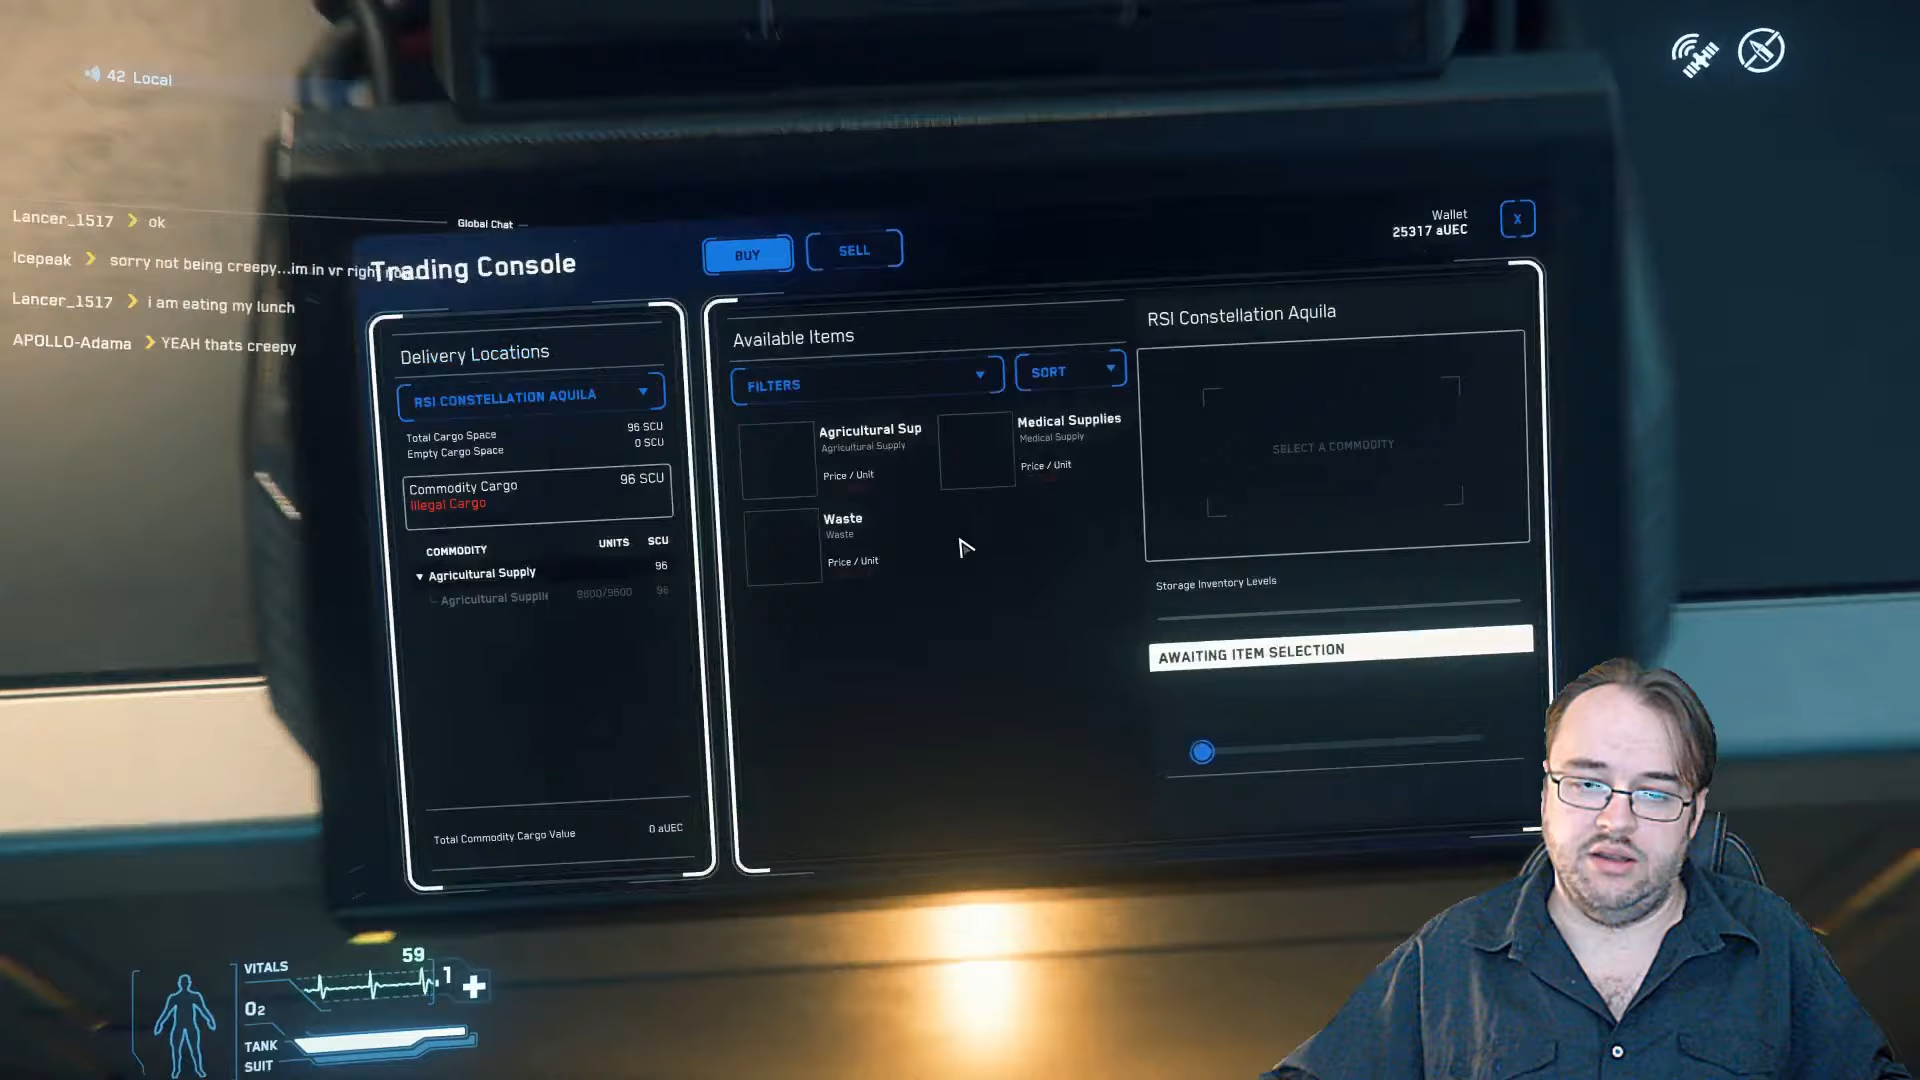 42 Local
Lancer_1517 > ok
Icepeak > sorry not being creepy...im in vr right
Lancer_1517 > i am eating my lunch
APOLLO-Adama > YEAH thats creepy
Global Chat
Trading Console
BUY
SELL
Wallet
25317 aUEC
X
Delivery Locations
RSI CONSTELLATION AQUILA
Total Cargo Space 96 SCU
Empty Cargo Space 0 SCU
Commodity Cargo 96 SCU
Illegal Cargo
COMMODITY UNITS SCU
Agricultural Supply 96
Agricultural Supplie 9600/9600 96
Total Commodity Cargo Value 0 aUEC
Available Items
FILTERS
SORT
Agricultural Sup
Agricultural Supply
Price / Unit
Medical Supplies
Medical Supply
Price / Unit
Waste
Waste
Price / Unit
RSI Constellation Aquila
SELECT A COMMODITY
Storage Inventory Levels
AWAITING ITEM SELECTION
VITALS
59
1
O2
TANK
SUIT